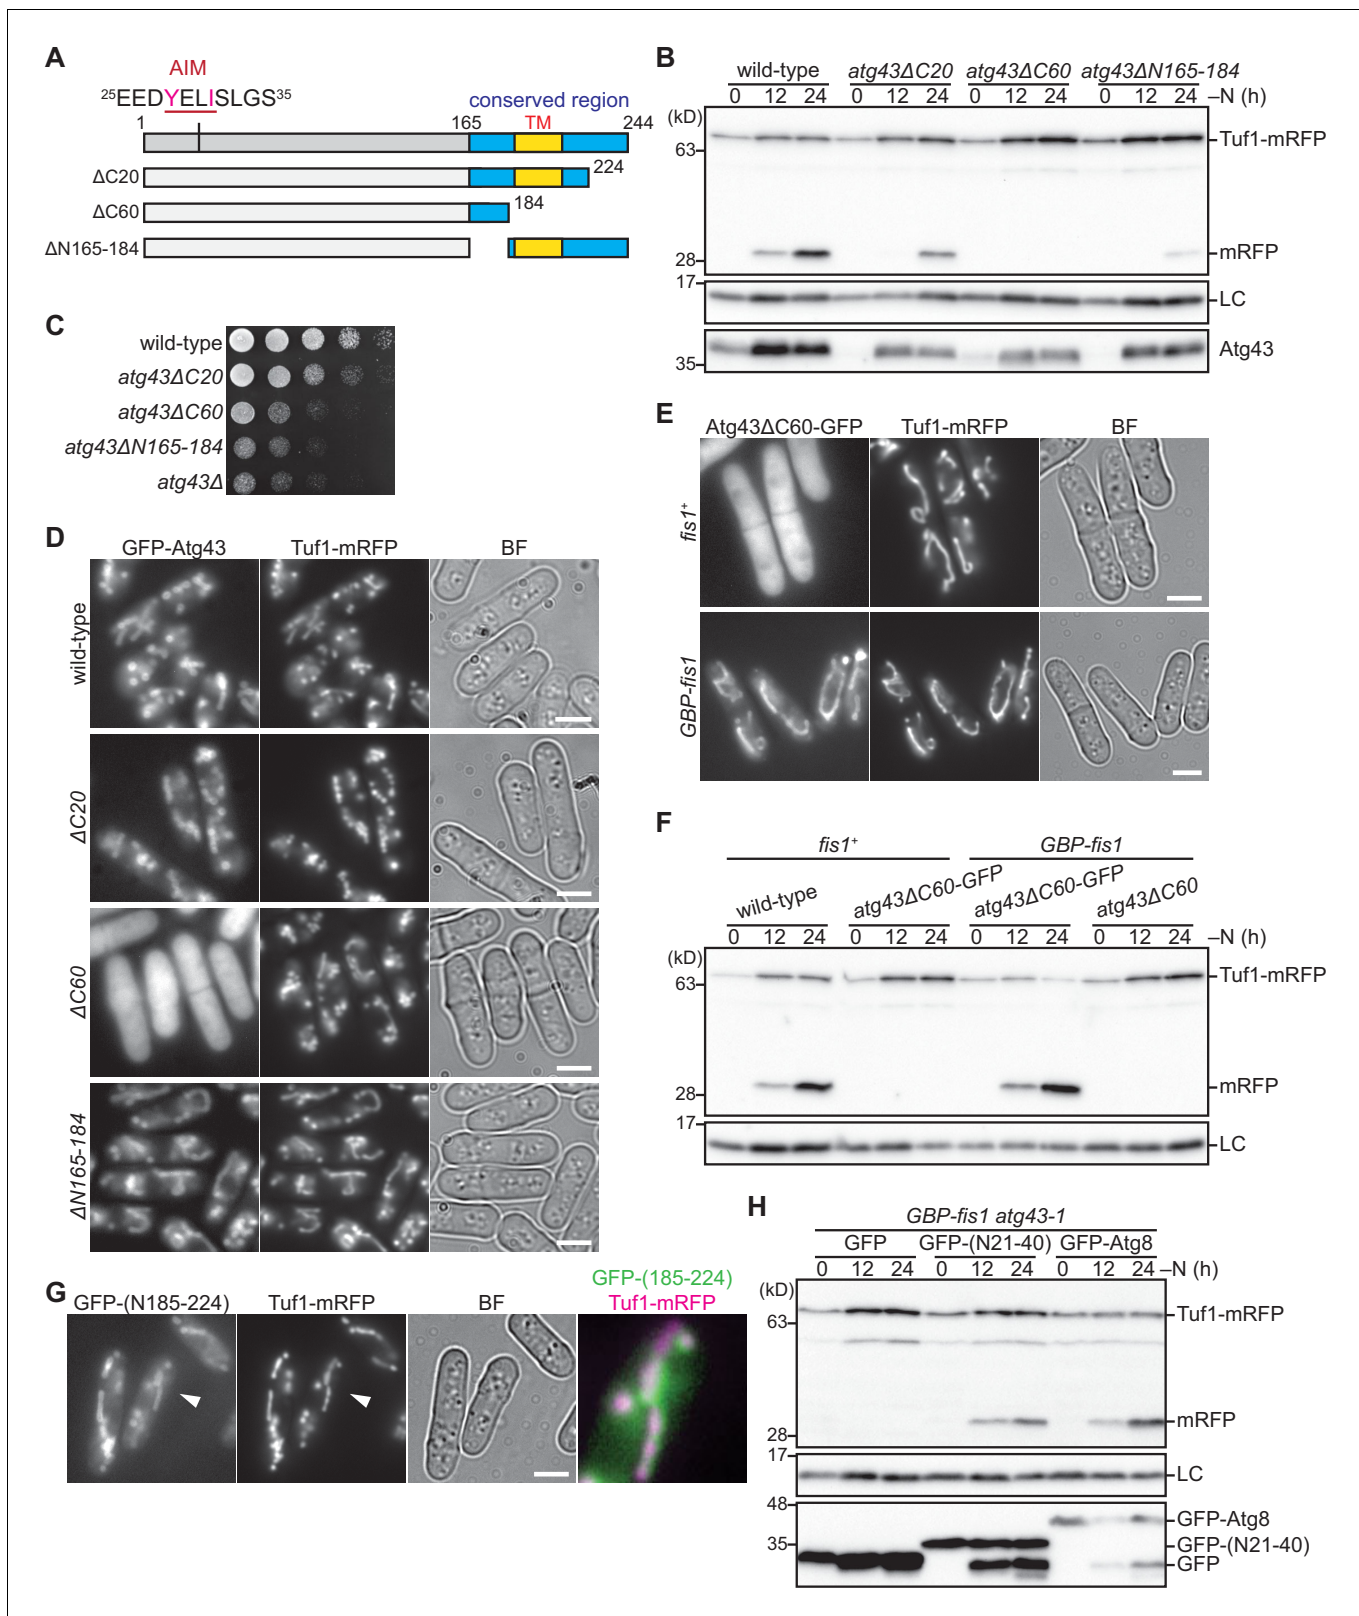 A
AIM
25EEDYELISLGS35
conserved region
1 165 TM 244
ΔC20 224
ΔC60 184
ΔN165-184
B
wild-type atg43ΔC20 atg43ΔC60 atg43ΔN165-184
0 12 24 0 12 24 0 12 24 0 12 24 –N (h)
(kD)
63 Tuf1-mRFP
28 mRFP
17
LC
35 Atg43
C
wild-type
atg43ΔC20
atg43ΔC60
atg43ΔN165-184
atg43Δ
D
GFP-Atg43 Tuf1-mRFP BF
wild-type
ΔC20
ΔC60
ΔN165-184
E
Atg43ΔC60-GFP Tuf1-mRFP BF
fis1+
GBP-fis1
F
fis1+ GBP-fis1
wild-type atg43ΔC60-GFP atg43ΔC60-GFP atg43ΔC60
0 12 24 0 12 24 0 12 24 0 12 24 –N (h)
(kD)
63 Tuf1-mRFP
28 mRFP
17
LC
G
GFP-(N185-224) Tuf1-mRFP BF
GFP-(185-224)
Tuf1-mRFP
H
GBP-fis1 atg43-1
GFP GFP-(N21-40) GFP-Atg8
0 12 24 0 12 24 0 12 24 –N (h)
(kD)
63 Tuf1-mRFP
28 mRFP
17
LC
48
GFP-Atg8
35 GFP-(N21-40)
GFP